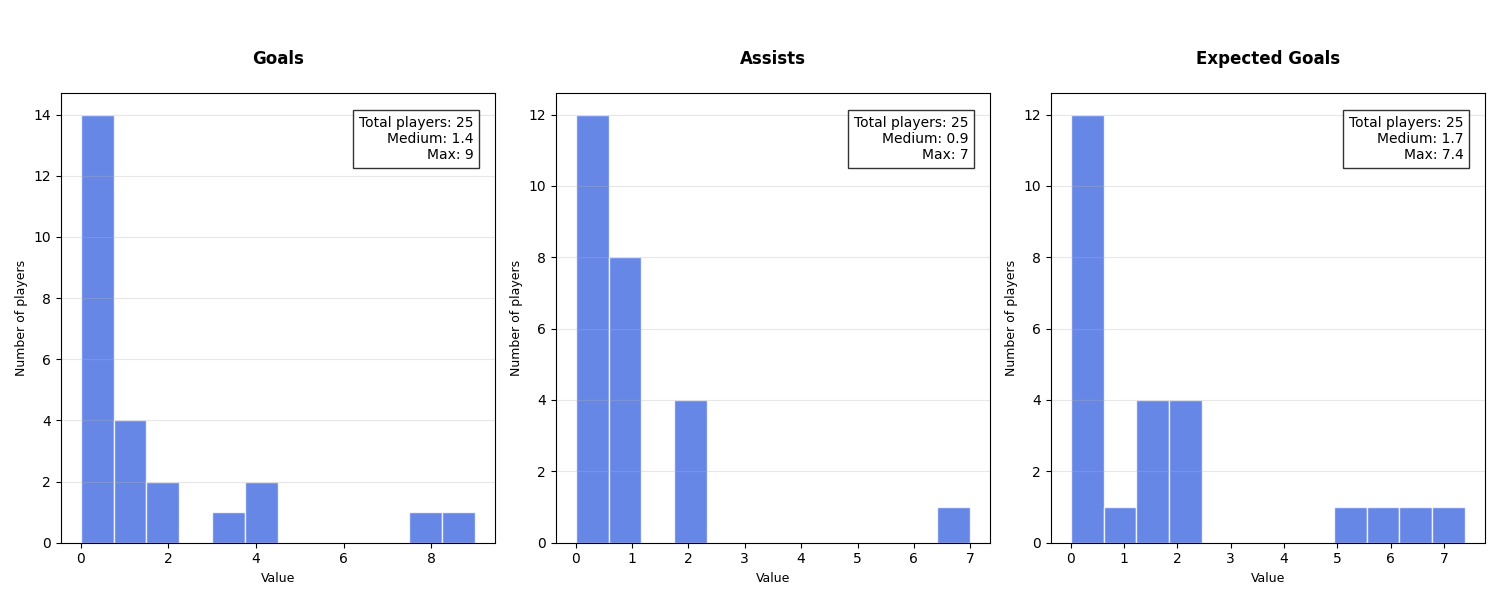 Goals
14
12
10
8
6
4
2
0
Number of players
Total players: 25
Medium: 1.4
Max: 9
0 2 4 6 8
Value
Assists
12
10
8
6
4
2
0
Number of players
Total players: 25
Medium: 0.9
Max: 7
0 1 2 3 4 5 6 7
Value
Expected Goals
12
10
8
6
4
2
0
Number of players
Total players: 25
Medium: 1.7
Max: 7.4
0 1 2 3 4 5 6 7
Value